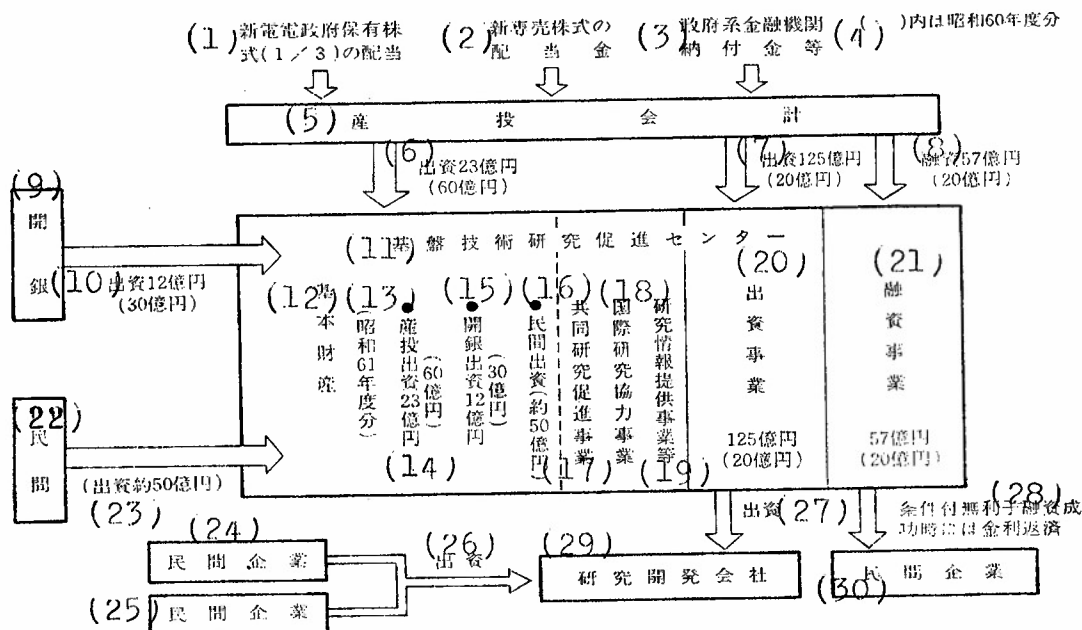 (1) 新電電政府保有株
式(1／3)の配当
(2) 新専売株式の
配当金
(3) 政府系金融機関
納付金等
(4) ( )内は昭和60年度分
(5) 産投会計
(6) 出資23億円
(60億円)
(7) 出資125億円
(20億円)
(8) 融資57億円
(20億円)
(9) 開銀
(10) 出資12億円
(30億円)
(11) 基盤技術研究促進センター
(12) 基本財産
(13) (昭和61年度分)
●産投出資23億円
(60億円)
(14)
(15) ●開銀出資12億円
(30億円)
(16) ●民間出資(約50億円)
(17) 共同研究促進事業
(18) 国際研究協力事業
(19) 研究情報提供事業等
(20) 出資事業
125億円
(20億円)
(21) 融資事業
57億円
(20億円)
(22) 民間
(23) (出資約50億円)
(24) 民間企業
(25) 民間企業
(26) 出資
(27) 出資
(28) 条件付無利子融資成
功時には金利返済
(29) 研究開発会社
(30) 民間企業